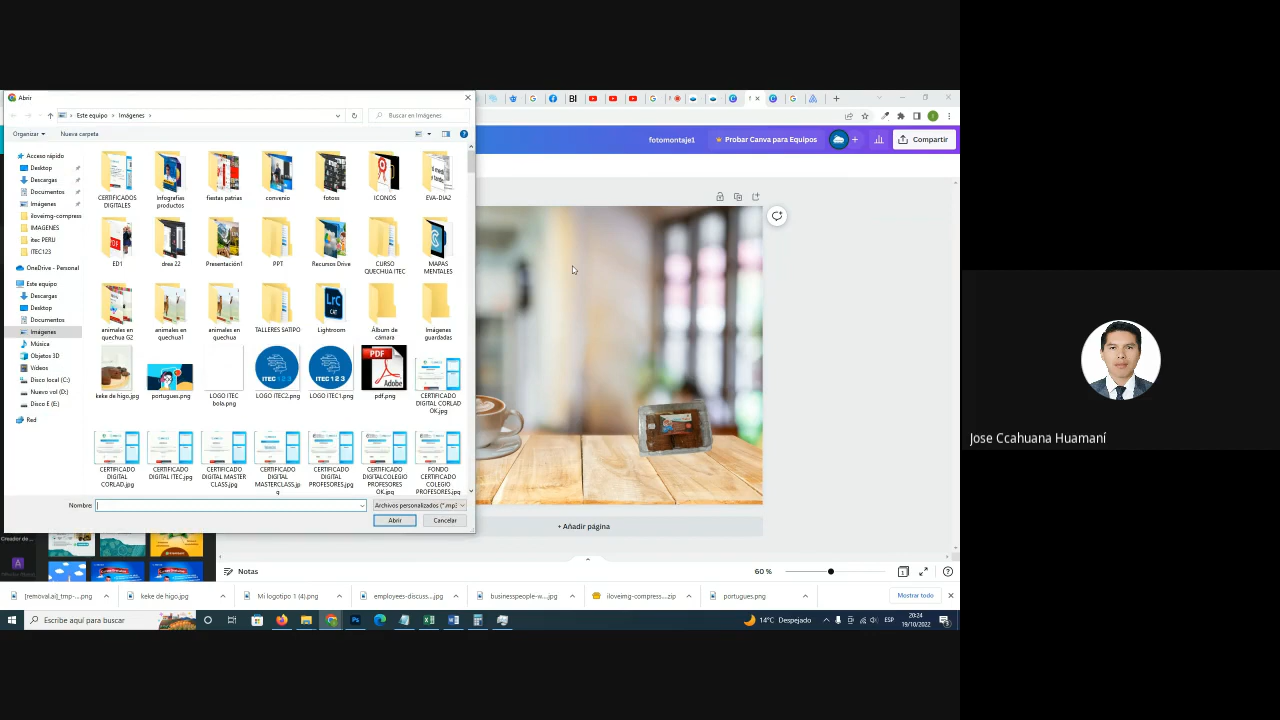 Abrir
Este equipo
Imágenes
Buscar en Imágenes
Organizar
Nueva carpeta
Acceso rápido
Desktop
Descargas
Documentos
Imágenes
iloveimg-compress
IMAGENES
itec PERU
ITEC123
OneDrive - Personal
Este equipo
Descargas
Desktop
Documentos
Imágenes
Música
Objetos 3D
Vídeos
Disco local (C:)
Nuevo vol (D:)
Disco E (E:)
Red
CERTIFICADOS DIGITALES
Infografias productos
fiestas patrias
convenio
fotoss
ICONOS
EVA-DIA2
ED1
drea 22
Presentación1
PPT
Recursos Drive
CURSO QUECHUA ITEC
MAPAS MENTALES
animales en quechua G2
animales en quechua1
animales en quechua
TALLERES SATIPO
Lightroom
Álbum de cámara
Imágenes guardadas
keke de higo.jpg
portugues.png
LOGO ITEC bola.png
LOGO ITEC2.png
LOGO ITEC1.png
pdf.png
CERTIFICADO DIGITAL CORLAD OK.jpg
CERTIFICADO DIGITAL CORLAD.jpg
CERTIFICADO DIGITAL ITEC.jpg
CERTIFICADO DIGITAL MASTER CLASS.jpg
CERTIFICADO DIGITAL MASTERCLASS.jpg
CERTIFICADO DIGITAL PROFESORES.jpg
CERTIFICADO DIGITALCOLEGIO PROFESORES OK.jpg
FONDO CERTIFICADO COLEGIO PROFESORES.jpg
Nombre
Archivos personalizados (*.mp3
Abrir
Cancelar
fotomontaje1
Probar Canva para Equipos
Compartir
+ Añadir página
Creador de...
Notas
60 %
[removal.ai]_tmp-....png
keke de higo.jpg
Mi logotipo 1 (4).png
employees-discuss....jpg
businesspeople-w....jpg
iloveimg-compress....zip
portugues.png
Mostrar todo
Escribe aquí para buscar
14°C Despejado
ESP
20:24
19/10/2022
Jose Ccahuana Huamaní